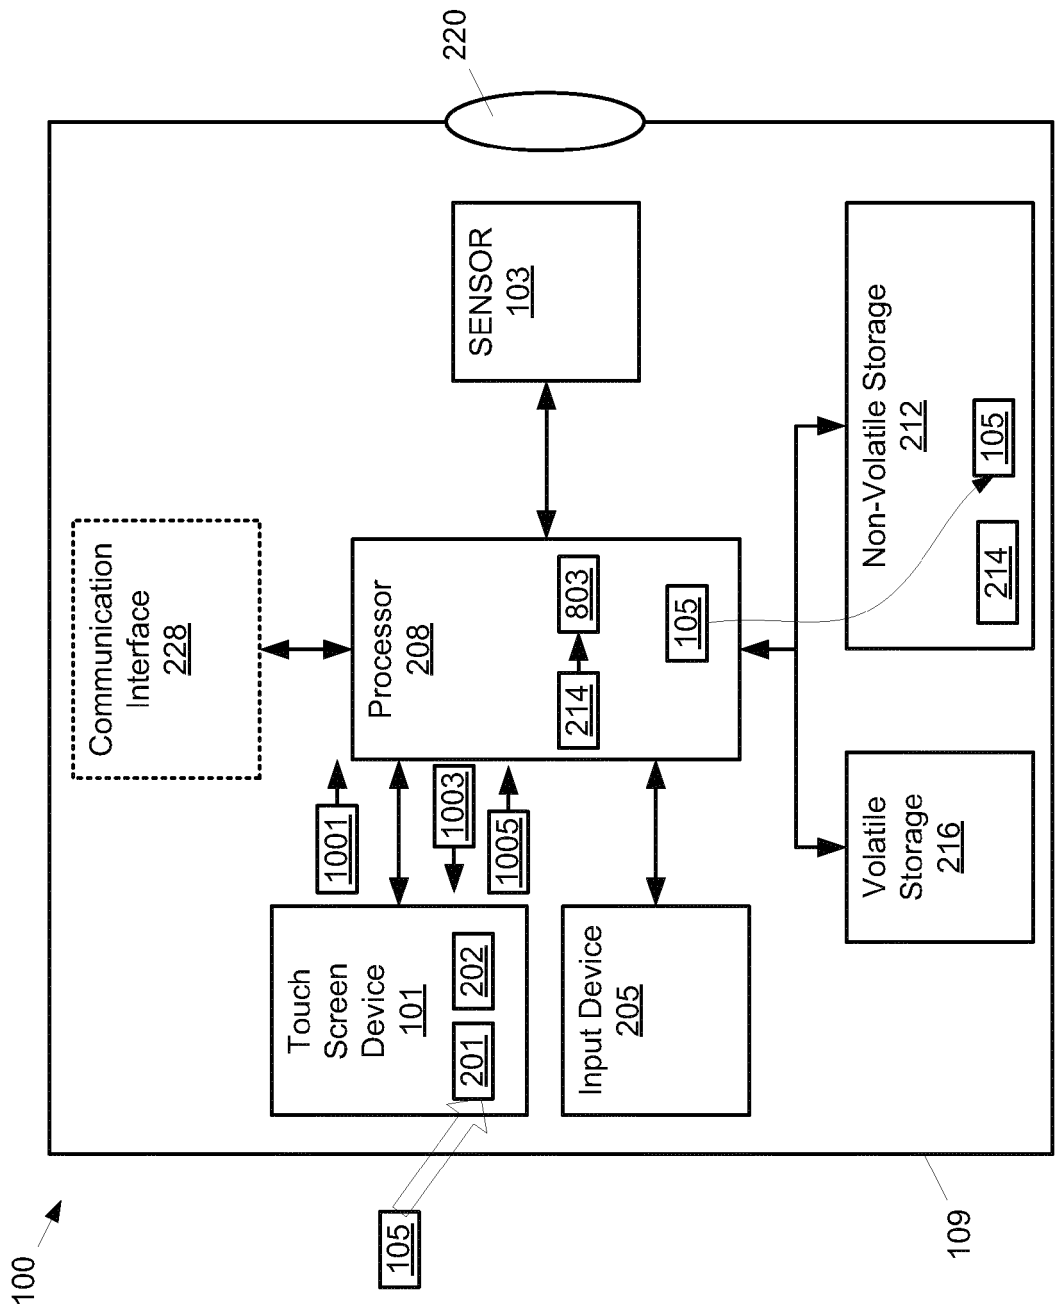 100
109
220
105
Touch
Screen
Device
101
201
202
1001
1003
1005
Input Device
205
Communication
Interface
228
Processor
208
214
803
105
SENSOR
103
Volatile
Storage
216
Non-Volatile Storage
212
214
105